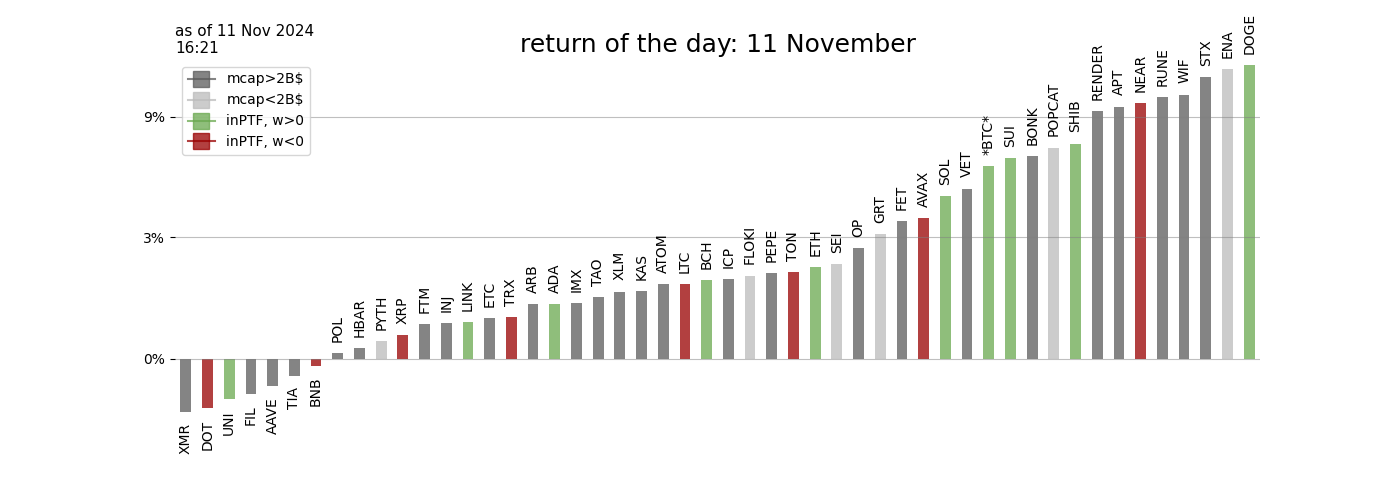 as of 11 Nov 2024
16:21
return of the day: 11 November
mcap>2B$
mcap<2B$
inPTF, w>0
inPTF, w<0
9%
3%
0%
XMR
DOT
UNI
FIL
AAVE
TIA
BNB
POL
HBAR
PYTH
XRP
FTM
INJ
LINK
ETC
TRX
ARB
ADA
IMX
TAO
XLM
KAS
ATOM
LTC
BCH
ICP
FLOKI
PEPE
TON
ETH
SEI
OP
GRT
FET
AVAX
SOL
VET
*BTC*
SUI
BONK
POPCAT
SHIB
RENDER
APT
NEAR
RUNE
WIF
STX
ENA
DOGE